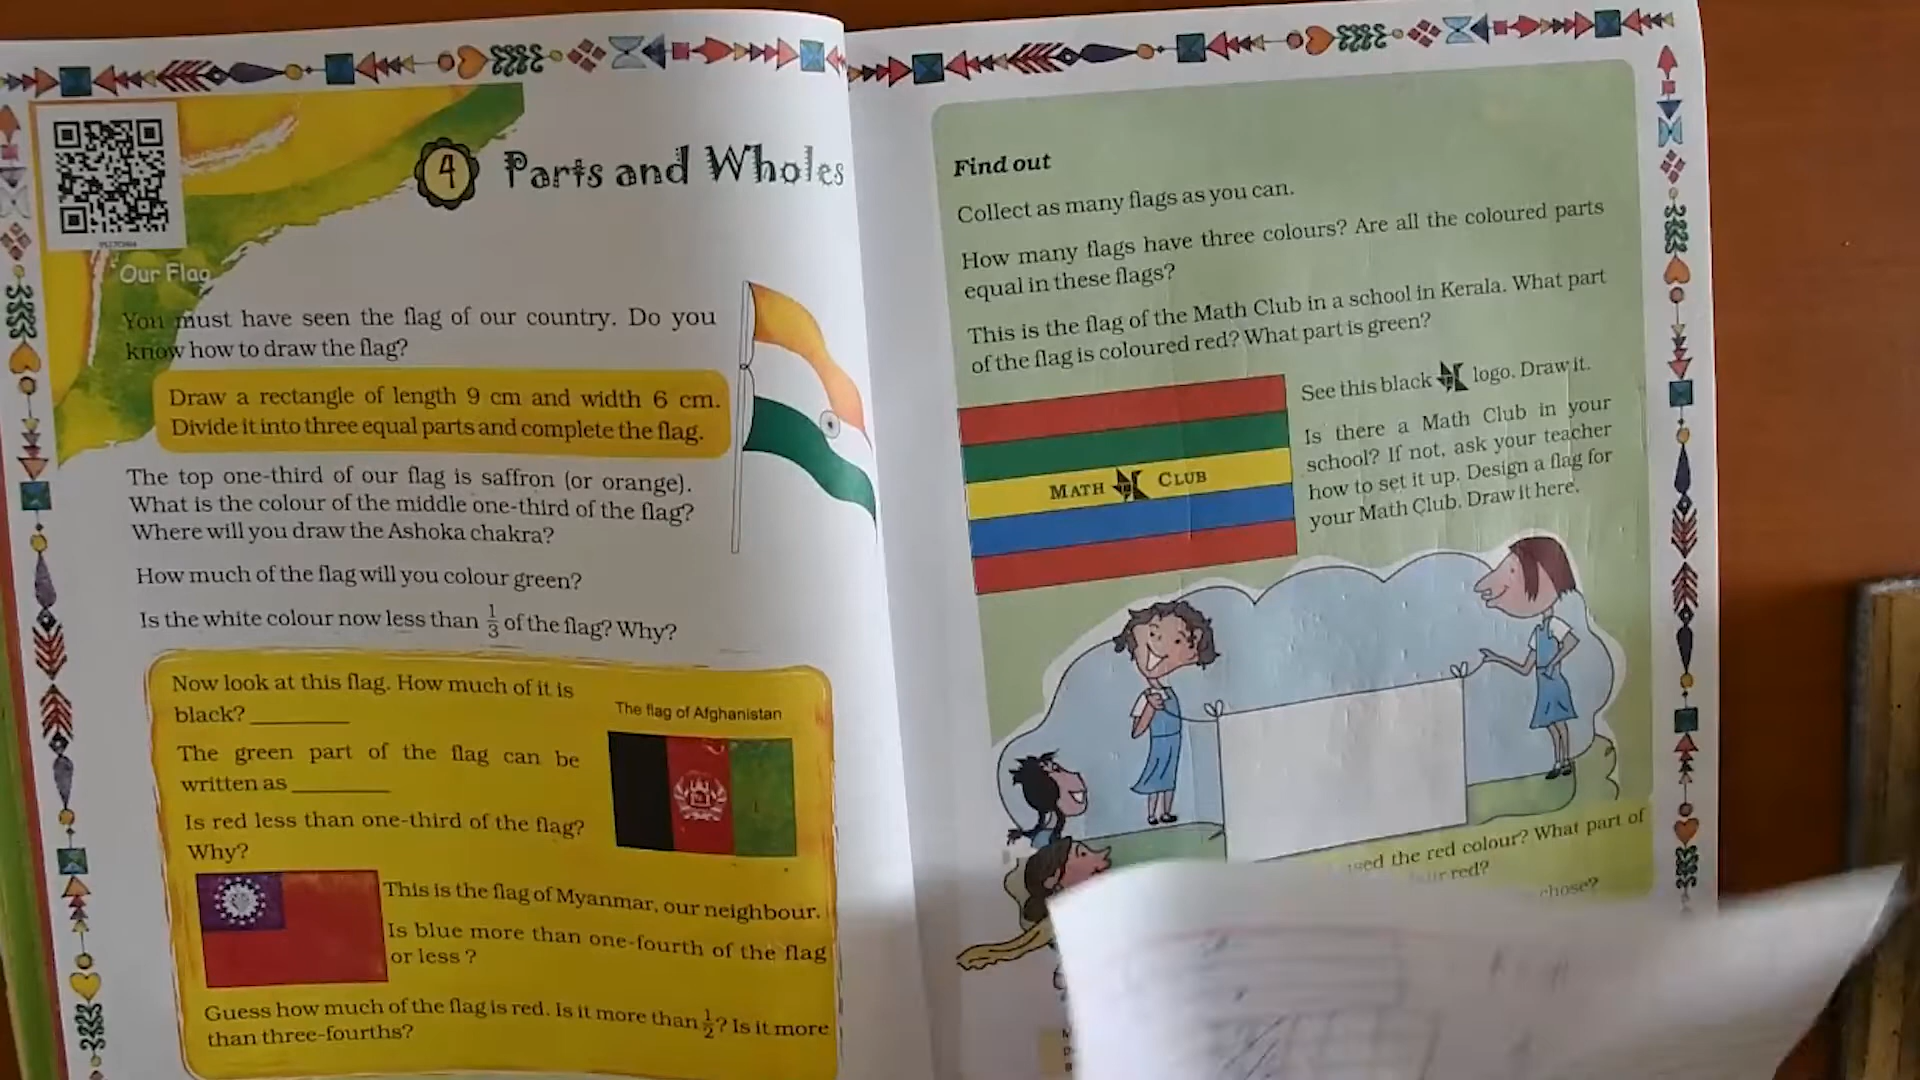 4 Parts and Wholes
Our Flag
You must have seen the flag of our country. Do you
know how to draw the flag?
Draw a rectangle of length 9 cm and width 6 cm.
Divide it into three equal parts and complete the flag.
The top one-third of our flag is saffron (or orange).
What is the colour of the middle one-third of the flag?
Where will you draw the Ashoka chakra?
How much of the flag will you colour green?
Is the white colour now less than 1/3 of the flag? Why?
Now look at this flag. How much of it is
black?
The flag of Afghanistan
The green part of the flag can be
written as
Is red less than one-third of the flag?
Why?
This is the flag of Myanmar, our neighbour.
Is blue more than one-fourth of the flag
or less ?
Guess how much of the flag is red. Is it more than 1/2? Is it more
than three-fourths?
Find out
Collect as many flags as you can.
How many flags have three colours? Are all the coloured parts
equal in these flags?
This is the flag of the Math Club in a school in Kerala. What part
of the flag is coloured red? What part is green?
MATH CLUB
See this black logo. Draw it.
Is there a Math Club in your
school? If not, ask your teacher
how to set it up. Design a flag for
your Math Club. Draw it here.
the red colour? What part of
red?